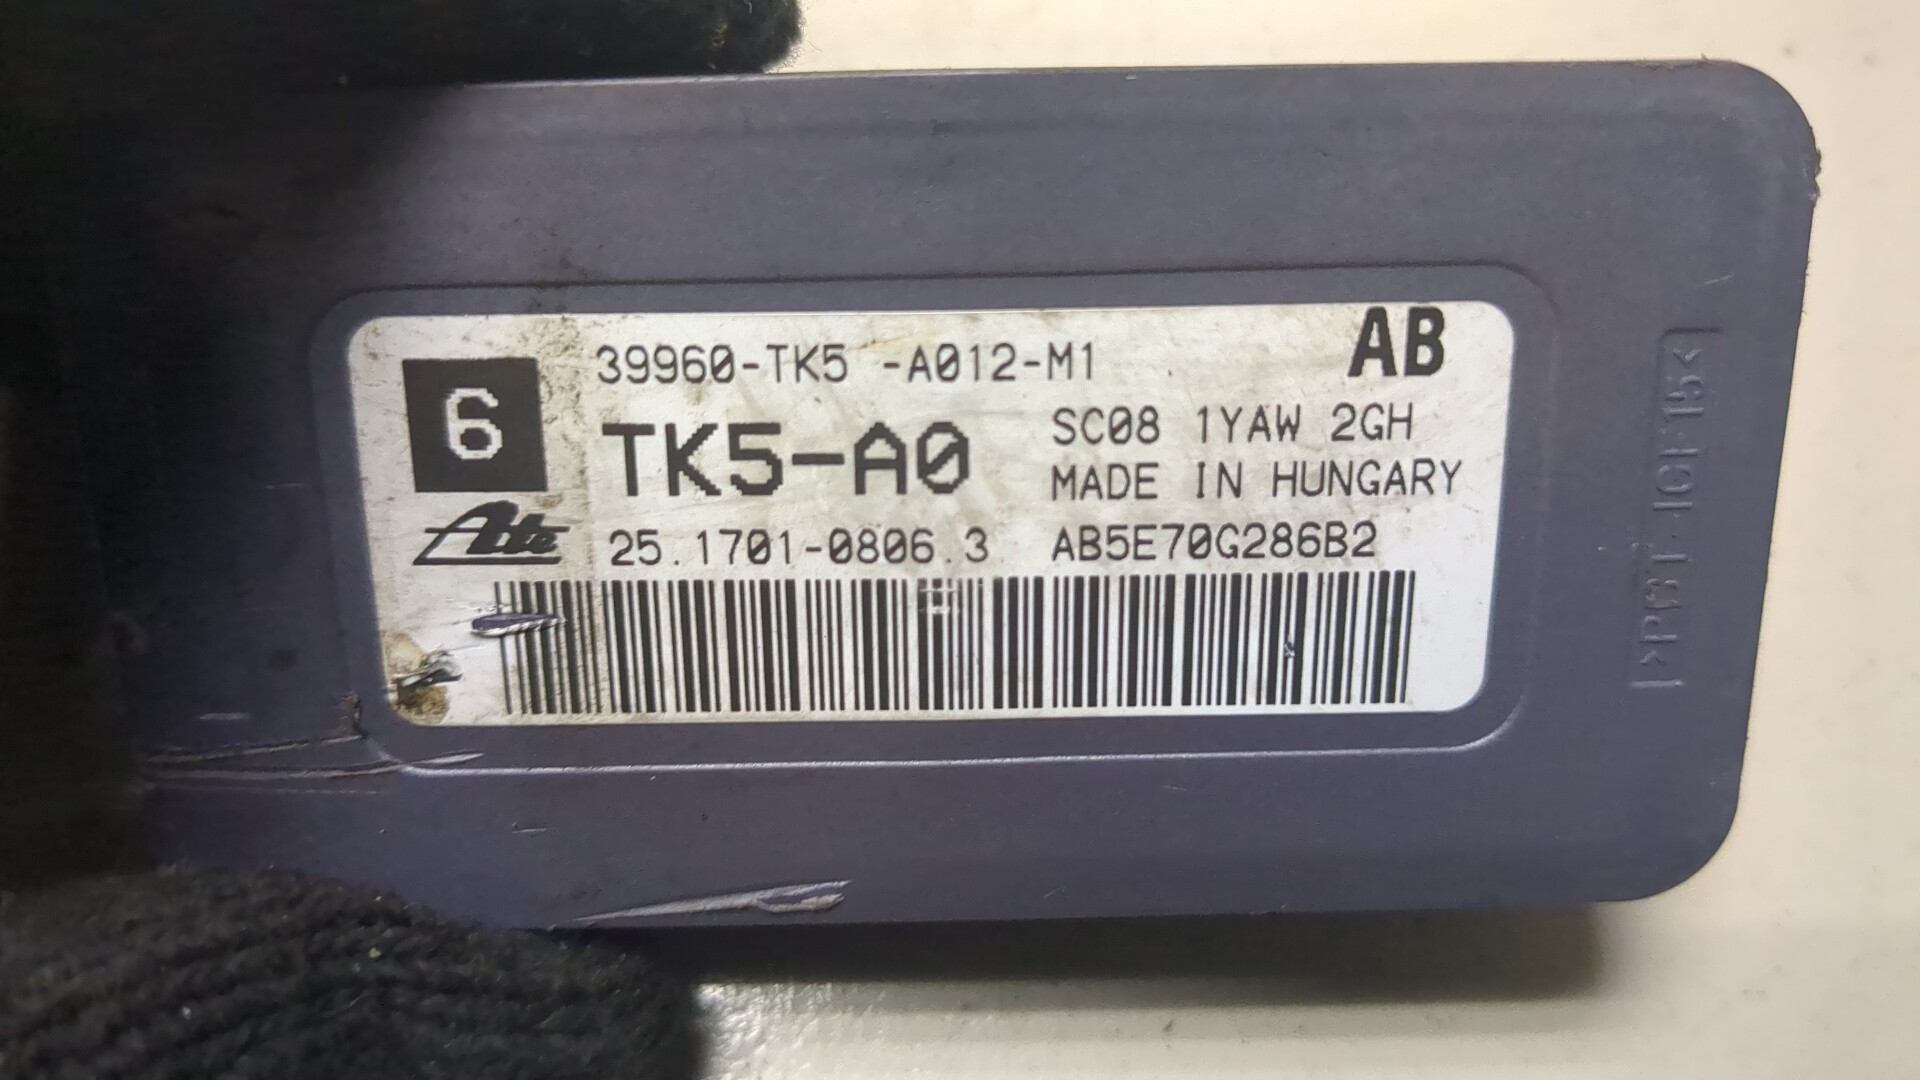 39960-TK5 -A012-M1
AB
6
TK5-A0
SC08 1YAW 2GH
MADE IN HUNGARY
Ate
25.1701-0806.3 AB5E70G286B2